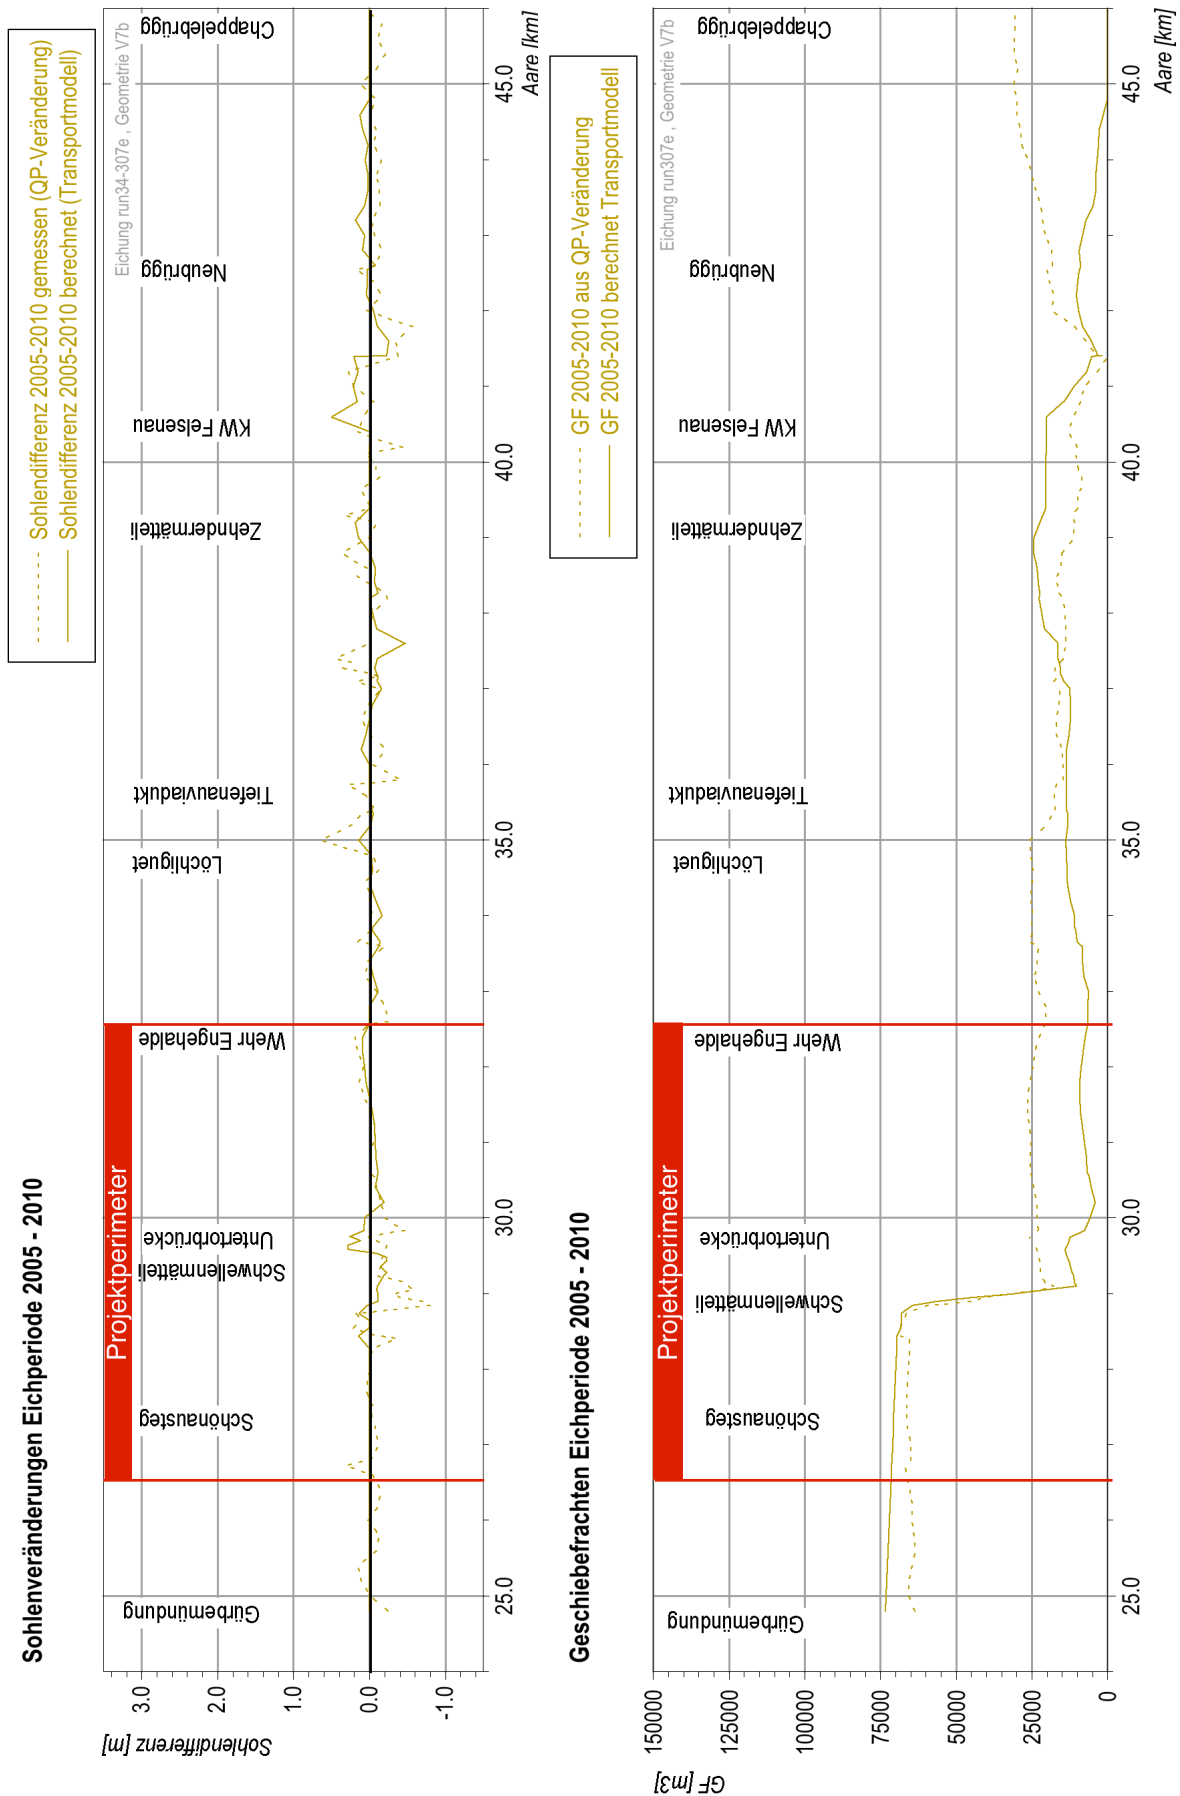 Sohlenveränderungen Eichperiode 2005 - 2010
Sohlendifferenz 2005-2010 gemessen (QP-Veränderung)
Sohlendifferenz 2005-2010 berechnet (Transportmodell)
Eichung run34-307e , Geometrie V7b
Projektperimeter
Gürbemündung
Schönausteg
Schwellenmätteli
Untertorbrücke
Wehr Engehalde
Löchliguet
Tiefenauviadukt
Zehndermätteli
KW Felsenau
Neubrügg
Chappelebrügg
Sohlendifferenz [m]
3.0
2.0
1.0
0.0
-1.0
25.0
30.0
35.0
40.0
45.0
Aare [km]
Geschiebefrachten Eichperiode 2005 - 2010
GF 2005-2010 aus QP-Veränderung
GF 2005-2010 berechnet Transportmodell
Eichung run307e , Geometrie V7b
Projektperimeter
Gürbemündung
Schönausteg
Schwellenmätteli
Untertorbrücke
Wehr Engehalde
Löchliguet
Tiefenauviadukt
Zehndermätteli
KW Felsenau
Neubrügg
Chappelebrügg
GF [m3]
150000
125000
100000
75000
50000
25000
0
25.0
30.0
35.0
40.0
45.0
Aare [km]